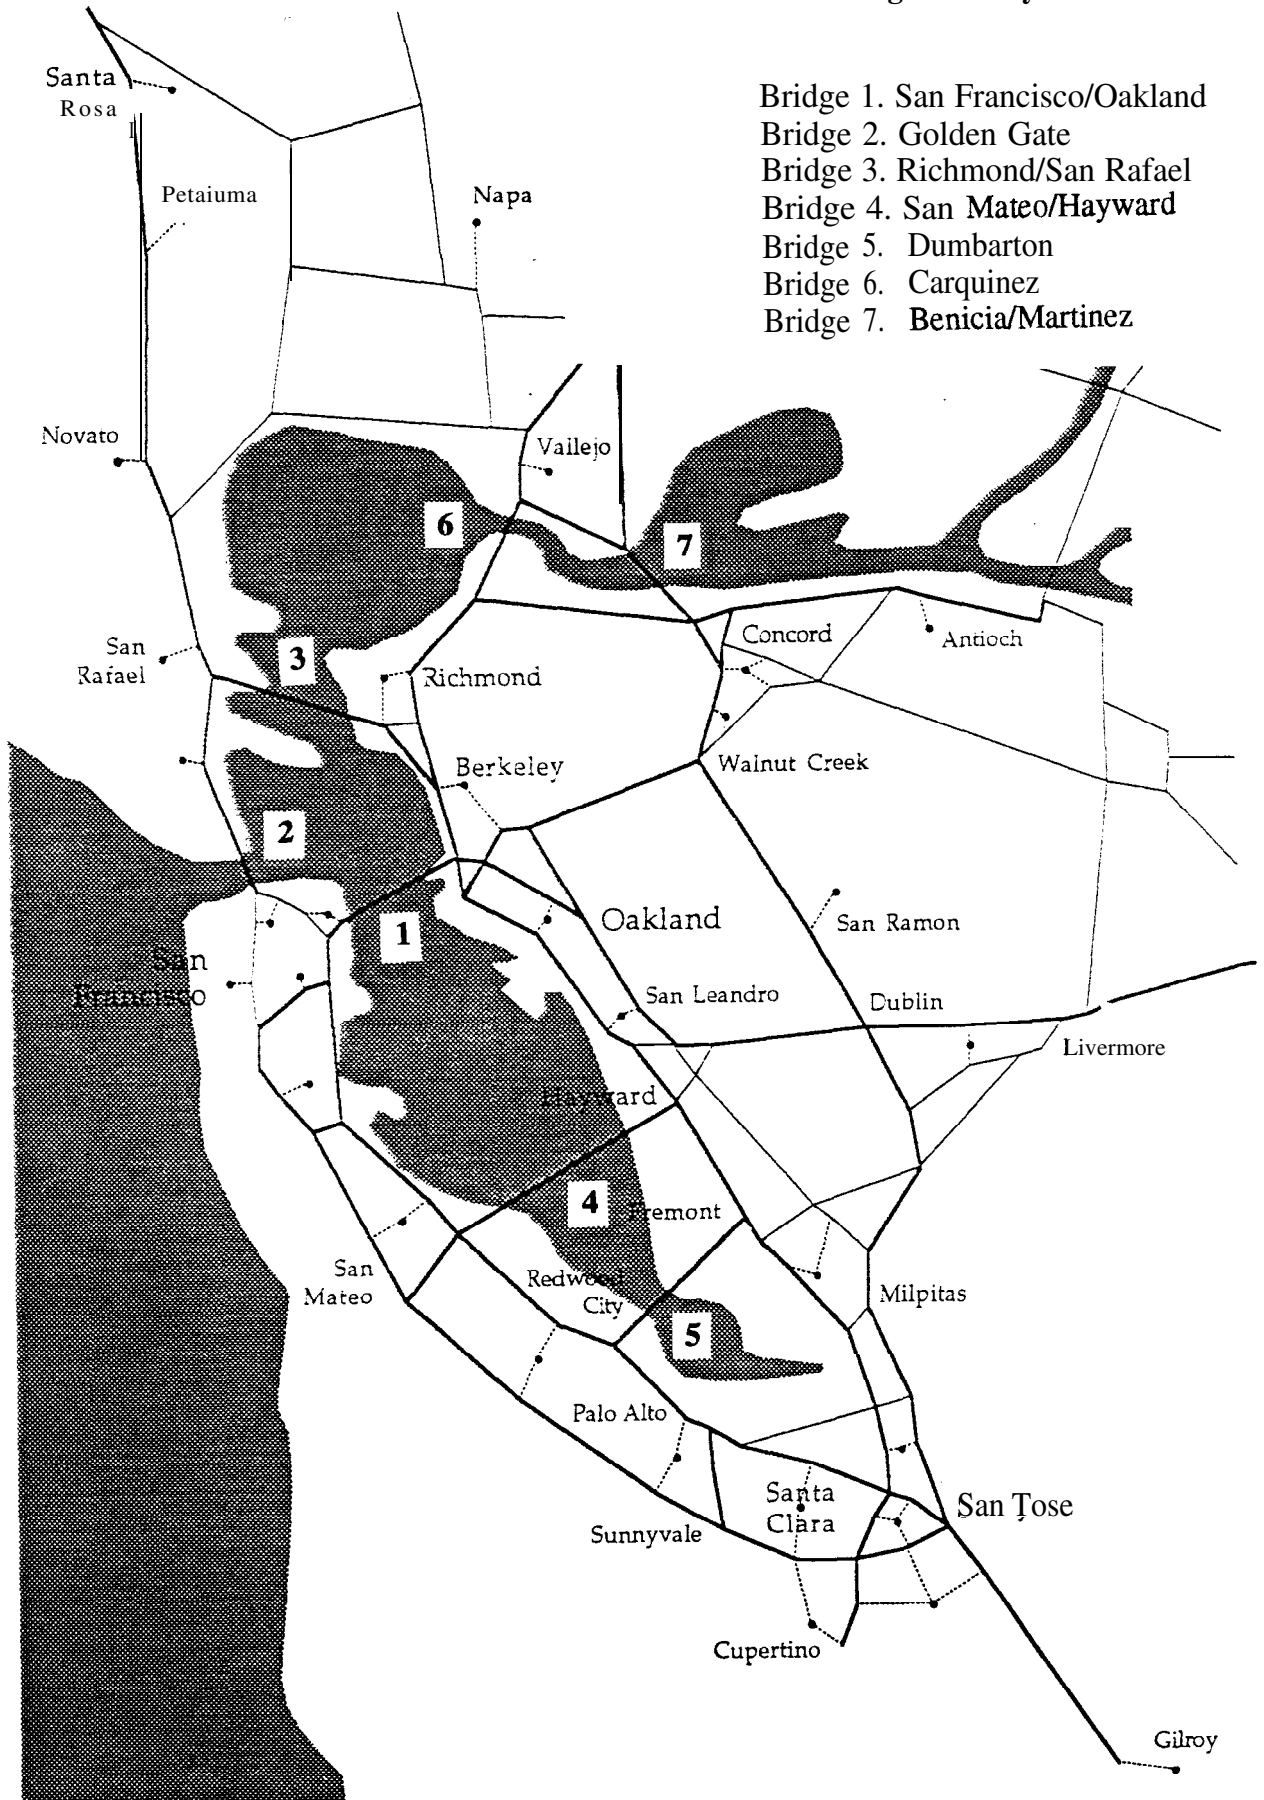 Bridge 1. San Francisco/Oakland
Bridge 2. Golden Gate
Bridge 3. Richmond/San Rafael
Bridge 4. San Mateo/Hayward
Bridge 5. Dumbarton
Bridge 6. Carquinez
Bridge 7. Benicia/Martinez
Santa
Rosa
Petaiuma
Napa
Novato
Vailejo
6
7
San
Rafael
3
Richmond
Concord
Antioch
Berkeley
Walnut Creek
2
1
Oakland
San Ramon
San
Francisco
San Leandro
Dublin
Livermore
Hayward
4
Fremont
San
Mateo
Redwood
City
Milpitas
5
Palo Alto
Santa
Clara
San Tose
Sunnyvale
Cupertino
Gilroy